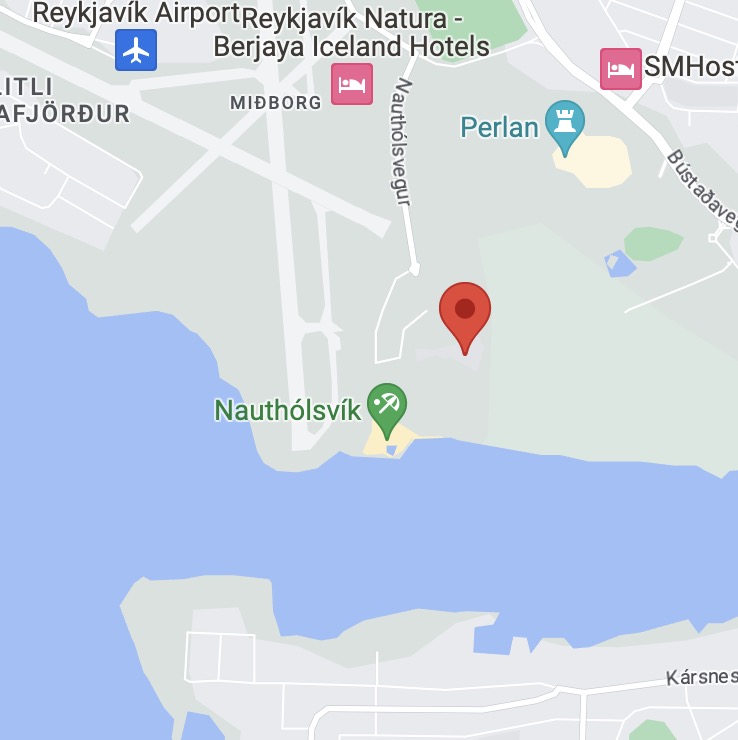 Reykjavík Airport
Reykjavík Natura -
Berjaya Iceland Hotels
SMHost
LITLI
AFJÖRÐUR
MIÐBORG
Nauthólsvegur
Perlan
Bústaðaveg
Nauthólsvík
Kársnes